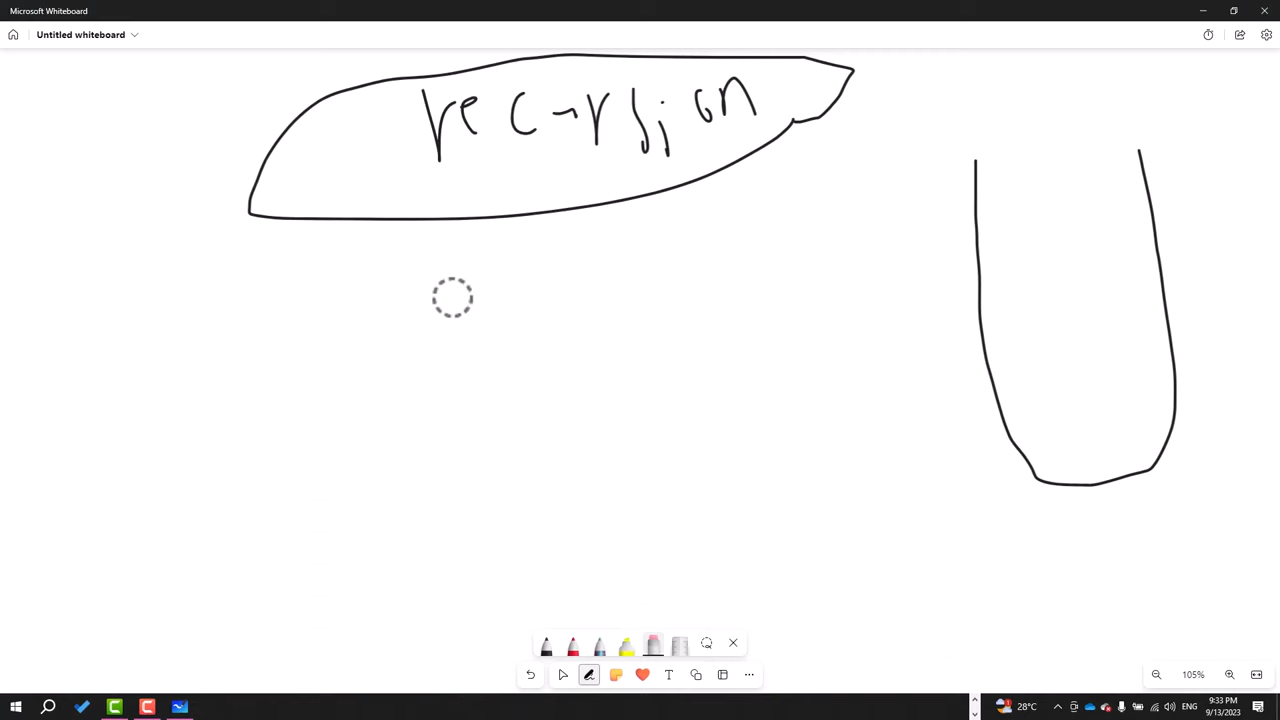 Microsoft Whiteboard
Untitled whiteboard
recursion
105%
28°C
ENG
9:33 PM
9/13/2023